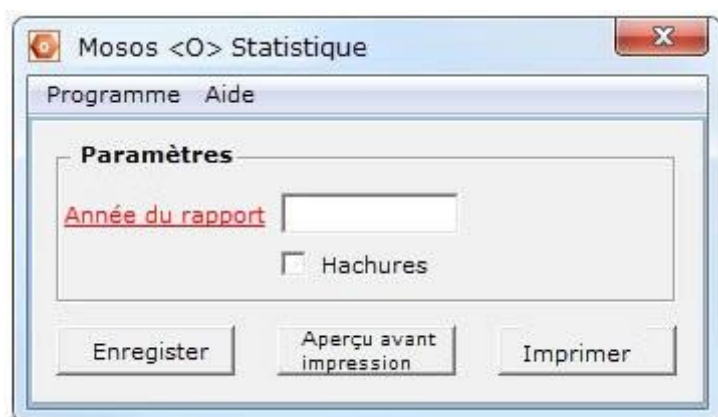 Mosos <O> Statistique
Programme Aide
Paramètres
Année du rapport
Hachures
Enregister
Aperçu avant
impression
Imprimer